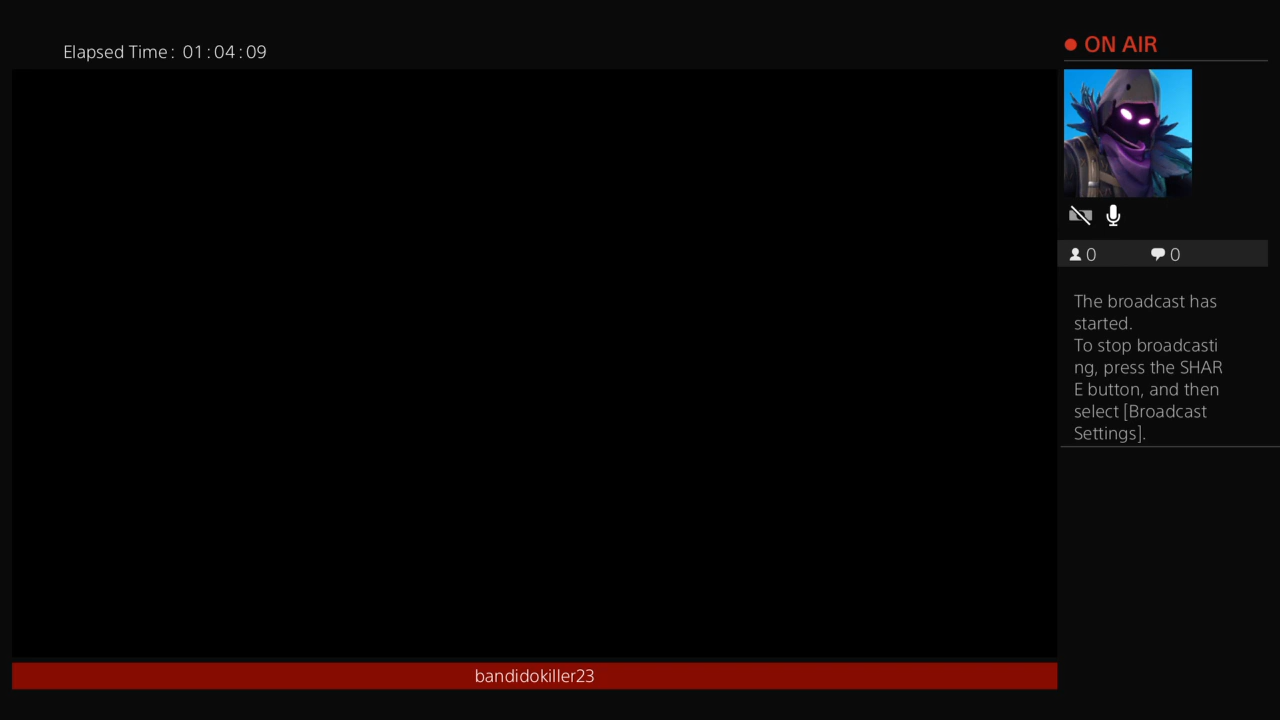 Elapsed Time: 01:04:09
ON AIR
0 0
The broadcast has
started.
To stop broadcasti
ng, press the SHAR
E button, and then
select [Broadcast
Settings].
bandidokiller23